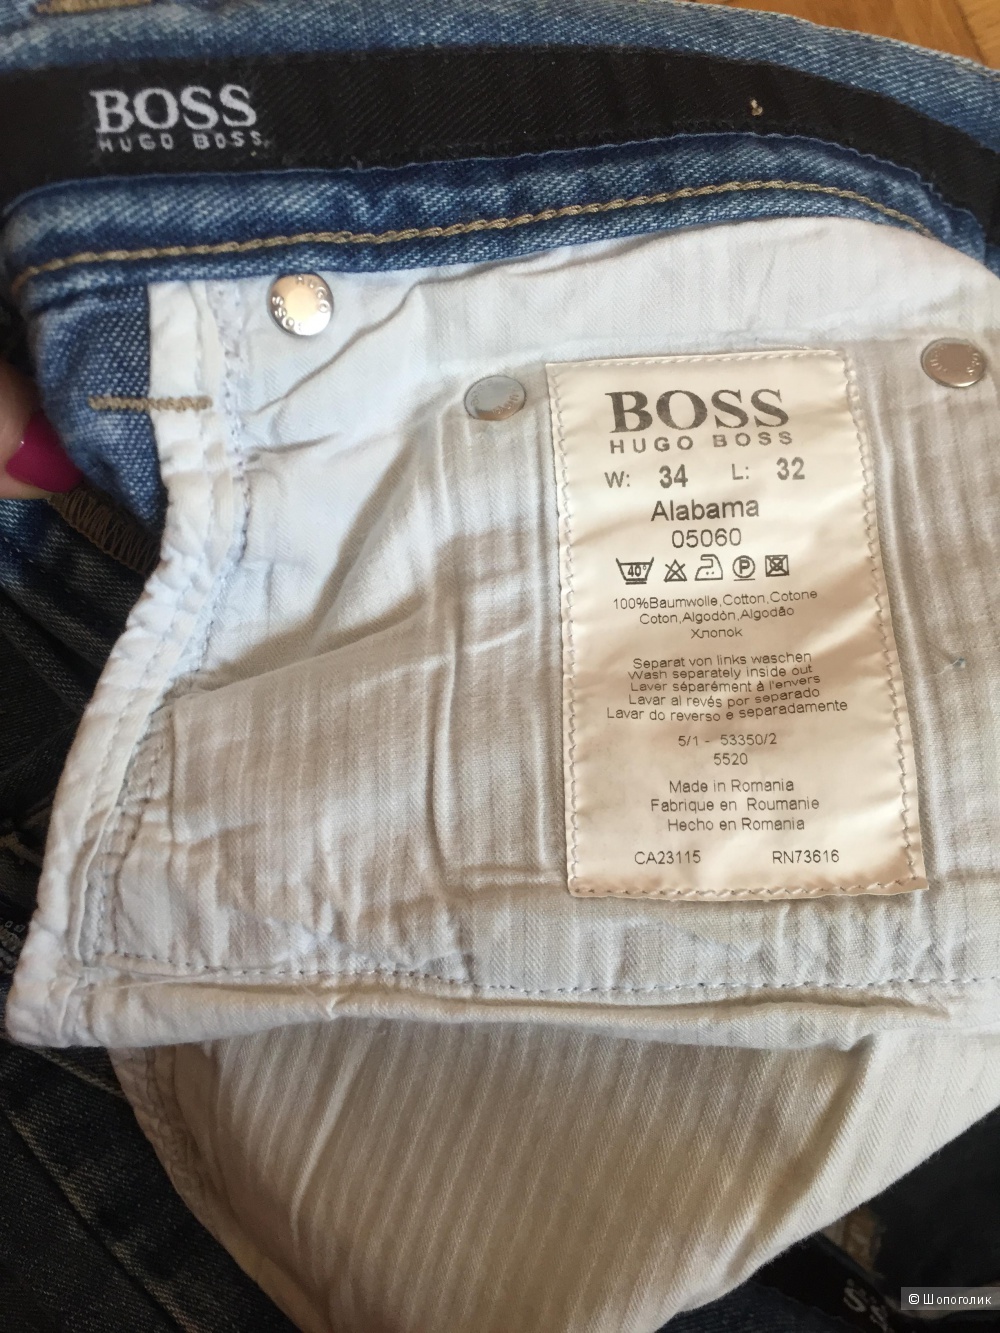 BOSS
HUGO BOSS
HUGO
BOSS
BOSS
HUGO BOSS
W: 34 L: 32
Alabama
05060
40° P
100%Baumwolle,Cotton,Cotone
Coton,Algodòn,Algodão
Хлопок
Separat von links waschen
Wash separately inside out
Laver séparément à l'envers
Lavar al revés por separado
Lavar do reverso e separadamente
5/1 - 53350/2
5520
Made in Romania
Fabrique en Roumanie
Hecho en Romania
CA23115 RN73616
© Шопоголик